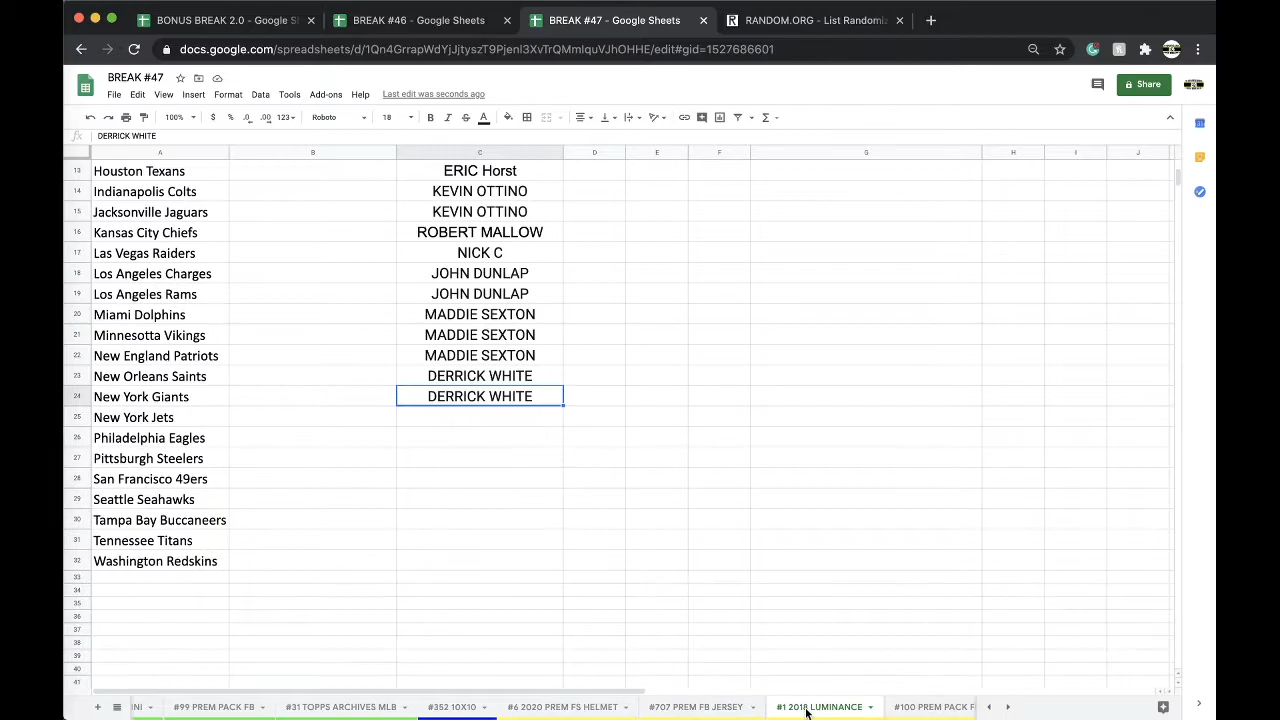 BONUS BREAK 2.0 - Google S
BREAK #46 - Google Sheets
BREAK #47 - Google Sheets
RANDOM.ORG - List Randomiz
docs.google.com/spreadsheets/d/1Qn4GrrapWdYjJjtyszT9PjenI3XvTrQMmlquVJhOHHE/edit#gid=1527686601
BREAK #47
File Edit View Insert Format Data Tools Add-ons Help Last edit was seconds ago
Share
100% $ % .0 .00 123 Roboto 18 B I S A
fx DERRICK WHITE
A B C D E F G H I J
13 Houston Texans ERIC Horst
14 Indianapolis Colts KEVIN OTTINO
15 Jacksonville Jaguars KEVIN OTTINO
16 Kansas City Chiefs ROBERT MALLOW
17 Las Vegas Raiders NICK C
18 Los Angeles Charges JOHN DUNLAP
19 Los Angeles Rams JOHN DUNLAP
20 Miami Dolphins MADDIE SEXTON
21 Minnesotta Vikings MADDIE SEXTON
22 New England Patriots MADDIE SEXTON
23 New Orleans Saints DERRICK WHITE
24 New York Giants DERRICK WHITE
25 New York Jets
26 Philadelphia Eagles
27 Pittsburgh Steelers
28 San Francisco 49ers
29 Seattle Seahawks
30 Tampa Bay Buccaneers
31 Tennessee Titans
32 Washington Redskins
33
34
35
36
37
38
39
40
41
NI #99 PREM PACK FB #31 TOPPS ARCHIVES MLB #352 10X10 #6 2020 PREM FS HELMET #707 PREM FB JERSEY #1 2018 LUMINANCE #100 PREM PACK F